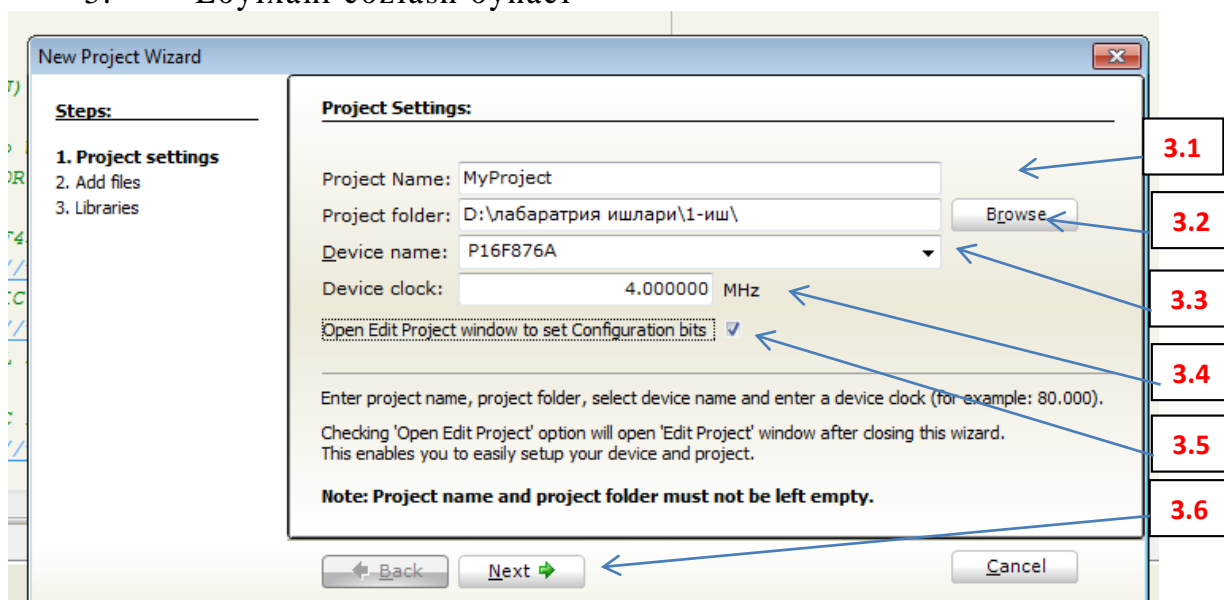 New Project Wizard
Steps:
1. Project settings
2. Add files
3. Libraries
Project Settings:
Project Name: MyProject
Project folder: D:\лабаратрия ишлари\1-иш\ Browse
Device name: P16F876A
Device clock: 4.000000 MHz
Open Edit Project window to set Configuration bits
Enter project name, project folder, select device name and enter a device clock (for example: 80.000).
Checking 'Open Edit Project' option will open 'Edit Project' window after closing this wizard.
This enables you to easily setup your device and project.
Note: Project name and project folder must not be left empty.
Back Next Cancel
3.1
3.2
3.3
3.4
3.5
3.6